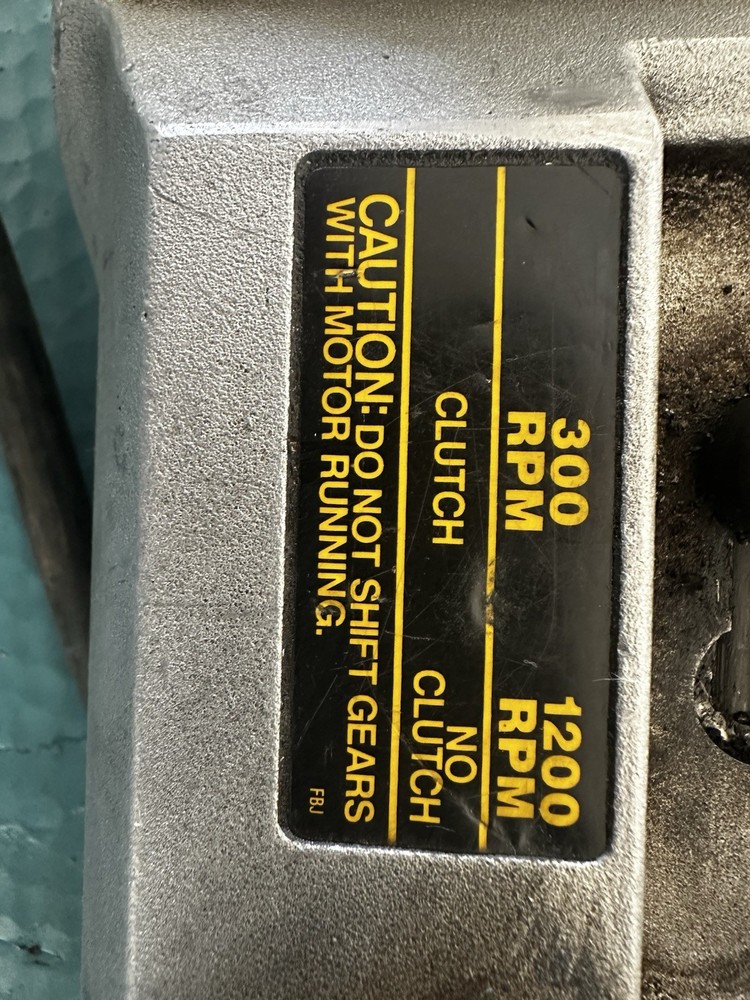 300 1200
RPM RPM
CLUTCH NO
CLUTCH
CAUTION: DO NOT SHIFT GEARS
WITH MOTOR RUNNING.
FBJ